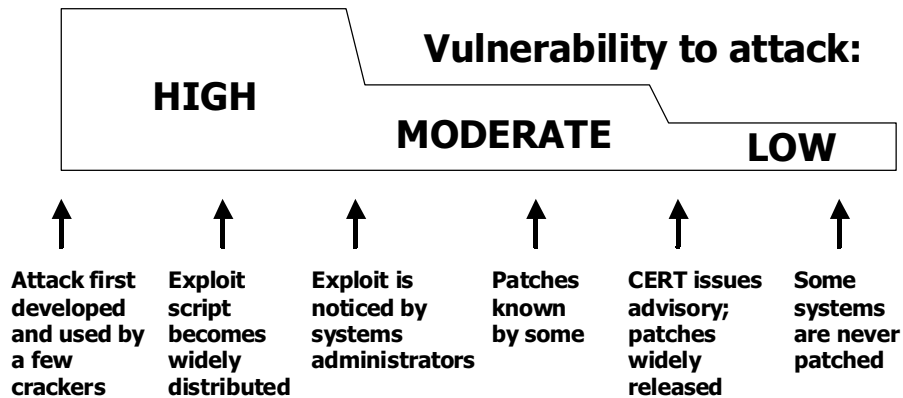 Vulnerability to attack:
HIGH
MODERATE
LOW
Attack first
developed
and used by
a few
crackers
Exploit
script
becomes
widely
distributed
Exploit is
noticed by
systems
administrators
Patches
known
by some
CERT issues
advisory;
patches
widely
released
Some
systems
are never
patched